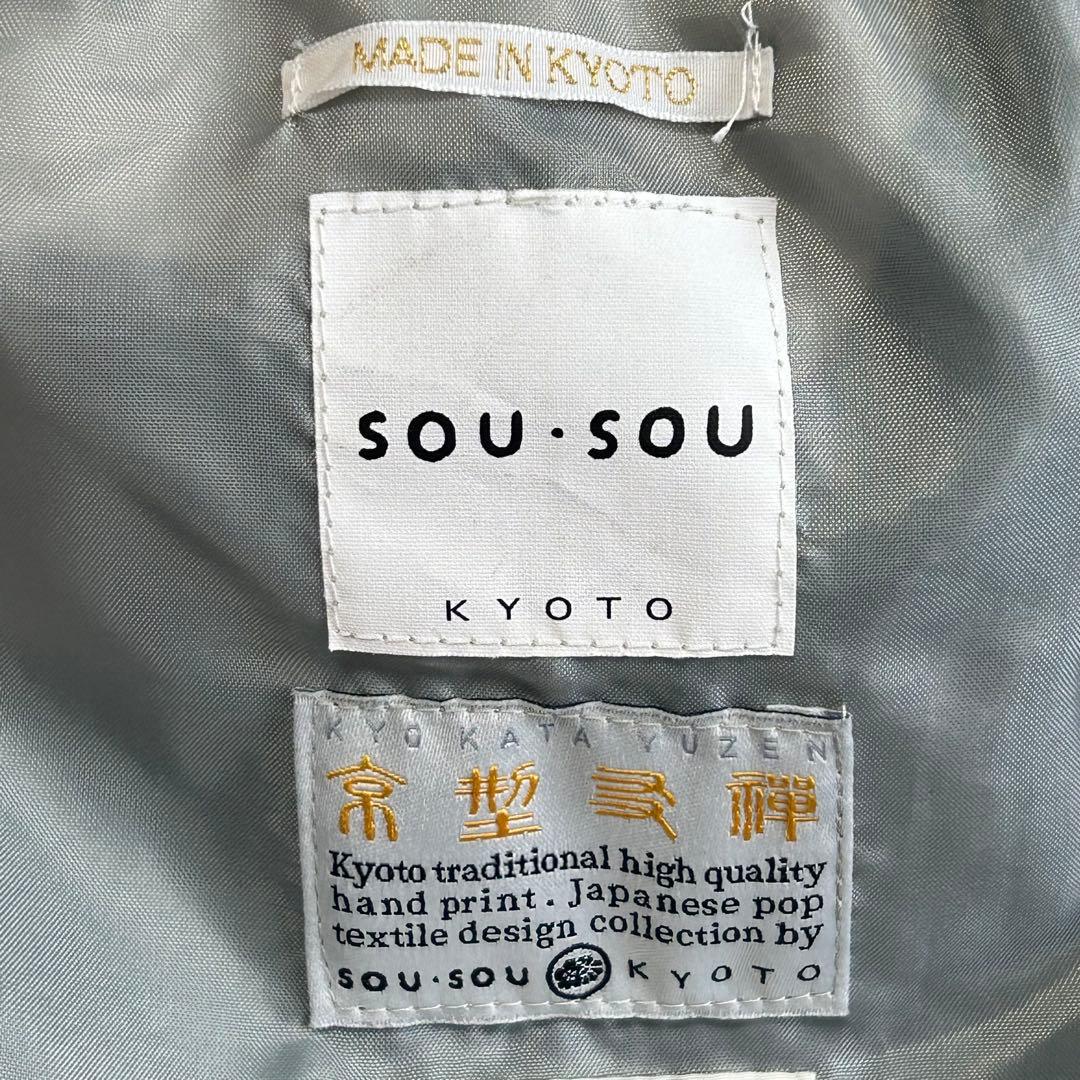 MADE IN KYOTO
SOU・SOU
KYOTO
KYO KATA YUZEN
京型友禅
Kyoto traditional high quality
hand print. Japanese pop
textile design collection by
SOU・SOU KYOTO